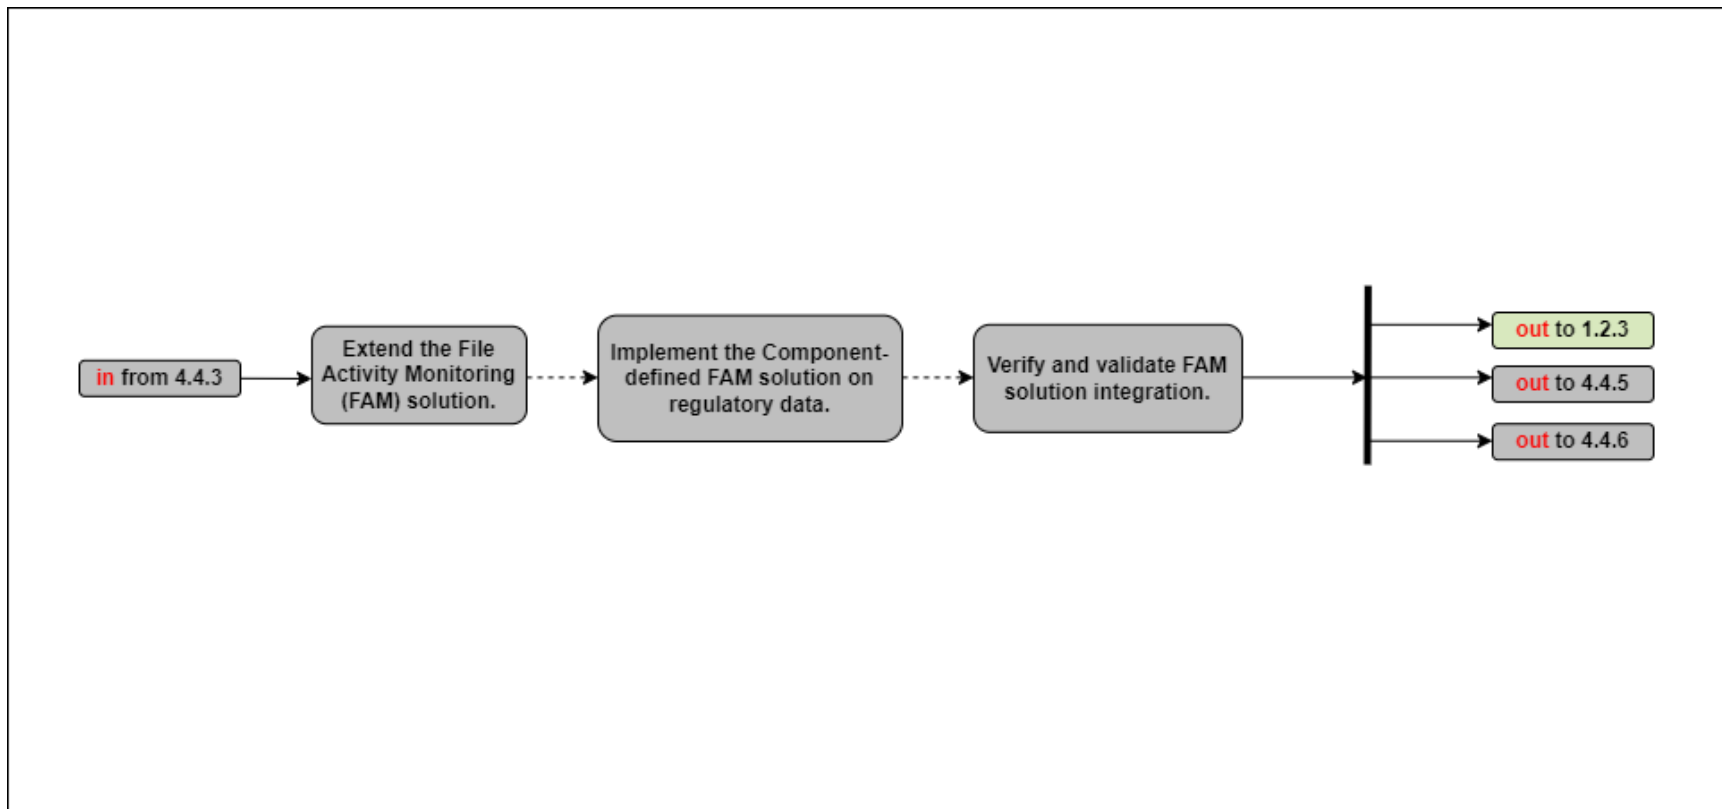 in from 4.4.3
Extend the File
Activity Monitoring
(FAM) solution.
Implement the Component-
defined FAM solution on
regulatory data.
Verify and validate FAM
solution integration.
out to 1.2.3
out to 4.4.5
out to 4.4.6